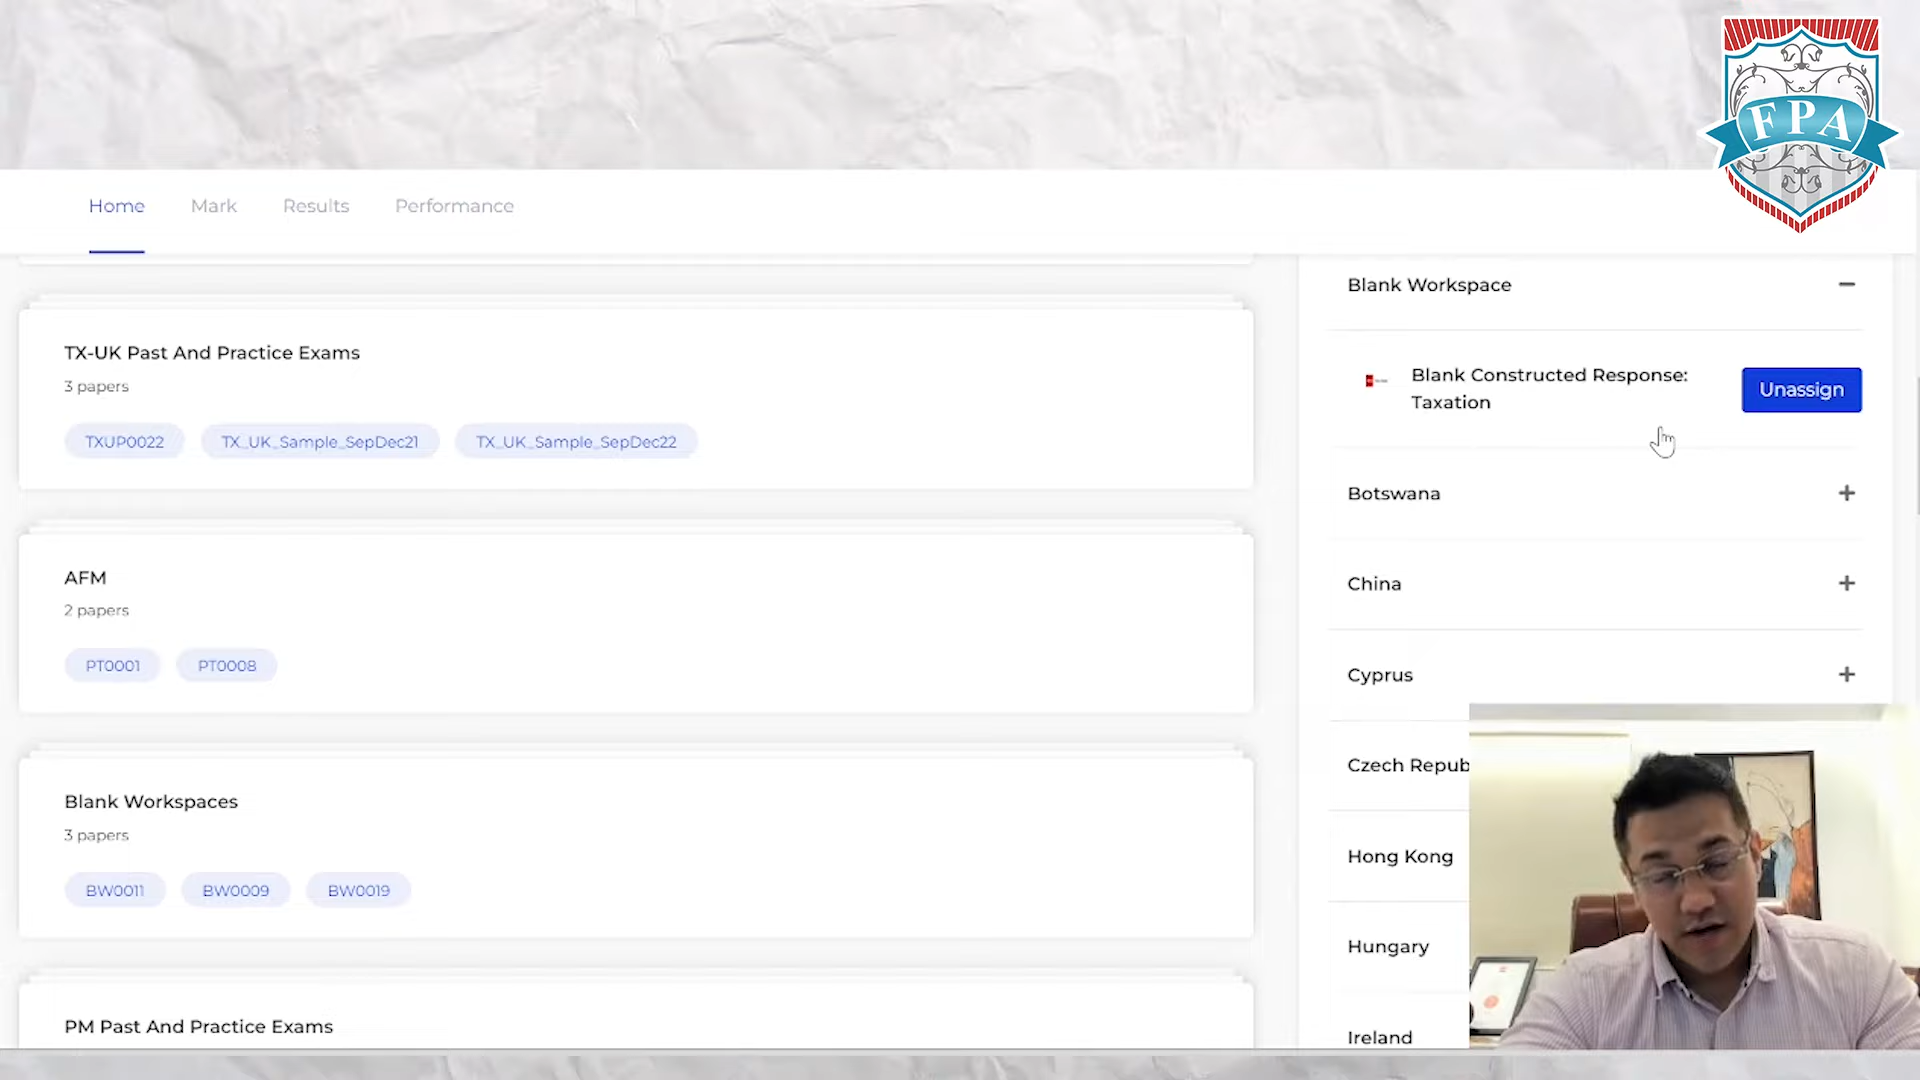 FPA
Home
Mark
Results
Performance
TX-UK Past And Practice Exams
3 papers
TXUP0022
TX_UK_Sample_SepDec21
TX_UK_Sample_SepDec22
AFM
2 papers
PT0001
PT0008
Blank Workspaces
3 papers
BW0011
BW0009
BW0019
PM Past And Practice Exams
Blank Workspace
Blank Constructed Response:
Taxation
Unassign
Botswana
China
Cyprus
Czech Repub
Hong Kong
Hungary
Ireland